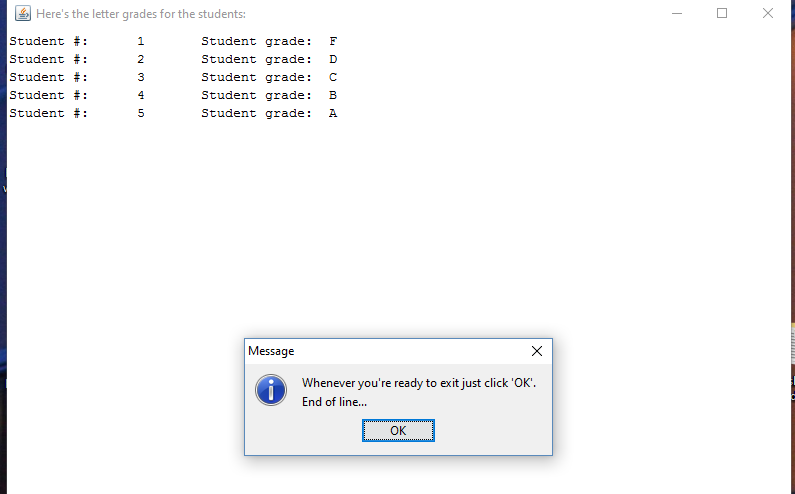 Here's the letter grades for the students:
Student #: 1 Student grade: F
Student #: 2 Student grade: D
Student #: 3 Student grade: C
Student #: 4 Student grade: B
Student #: 5 Student grade: A
Message
Whenever you're ready to exit just click 'OK'.
End of line...
OK